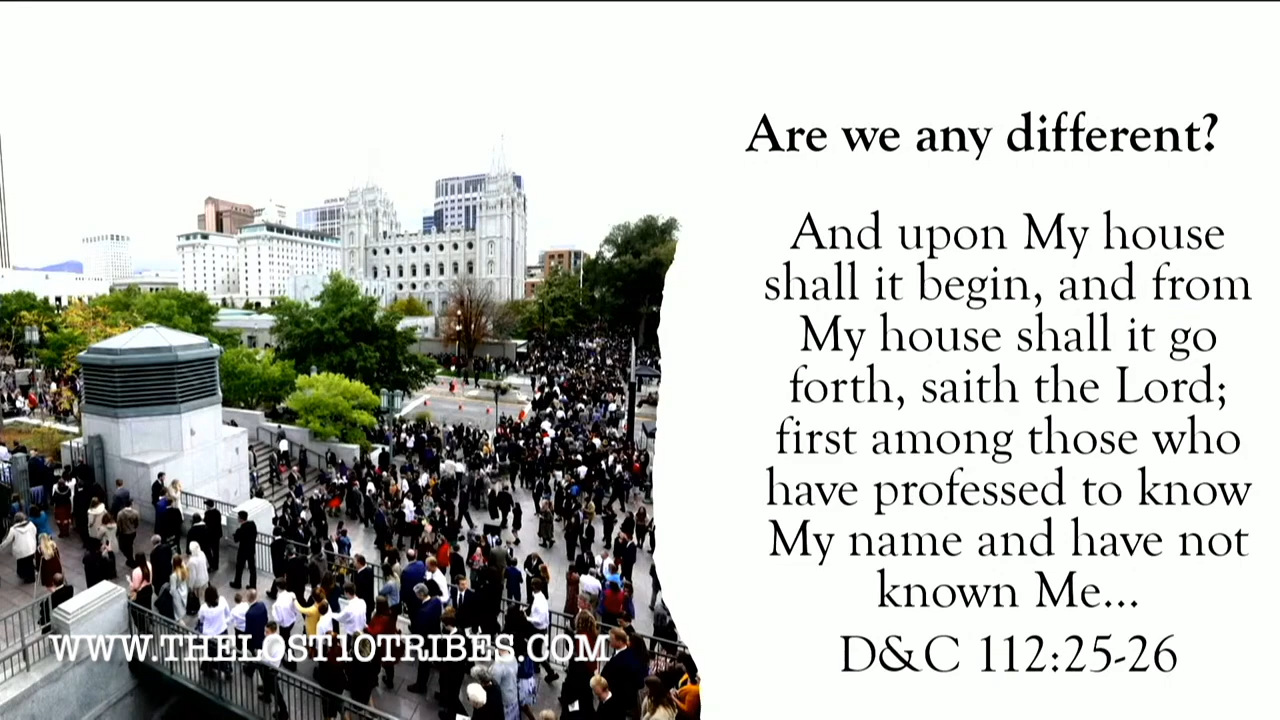 Are we any different?
And upon My house
shall it begin, and from
My house shall it go
forth, saith the Lord;
first among those who
have professed to know
My name and have not
known Me...
D&C 112:25-26
WWW.THELOST10TRIBES.COM